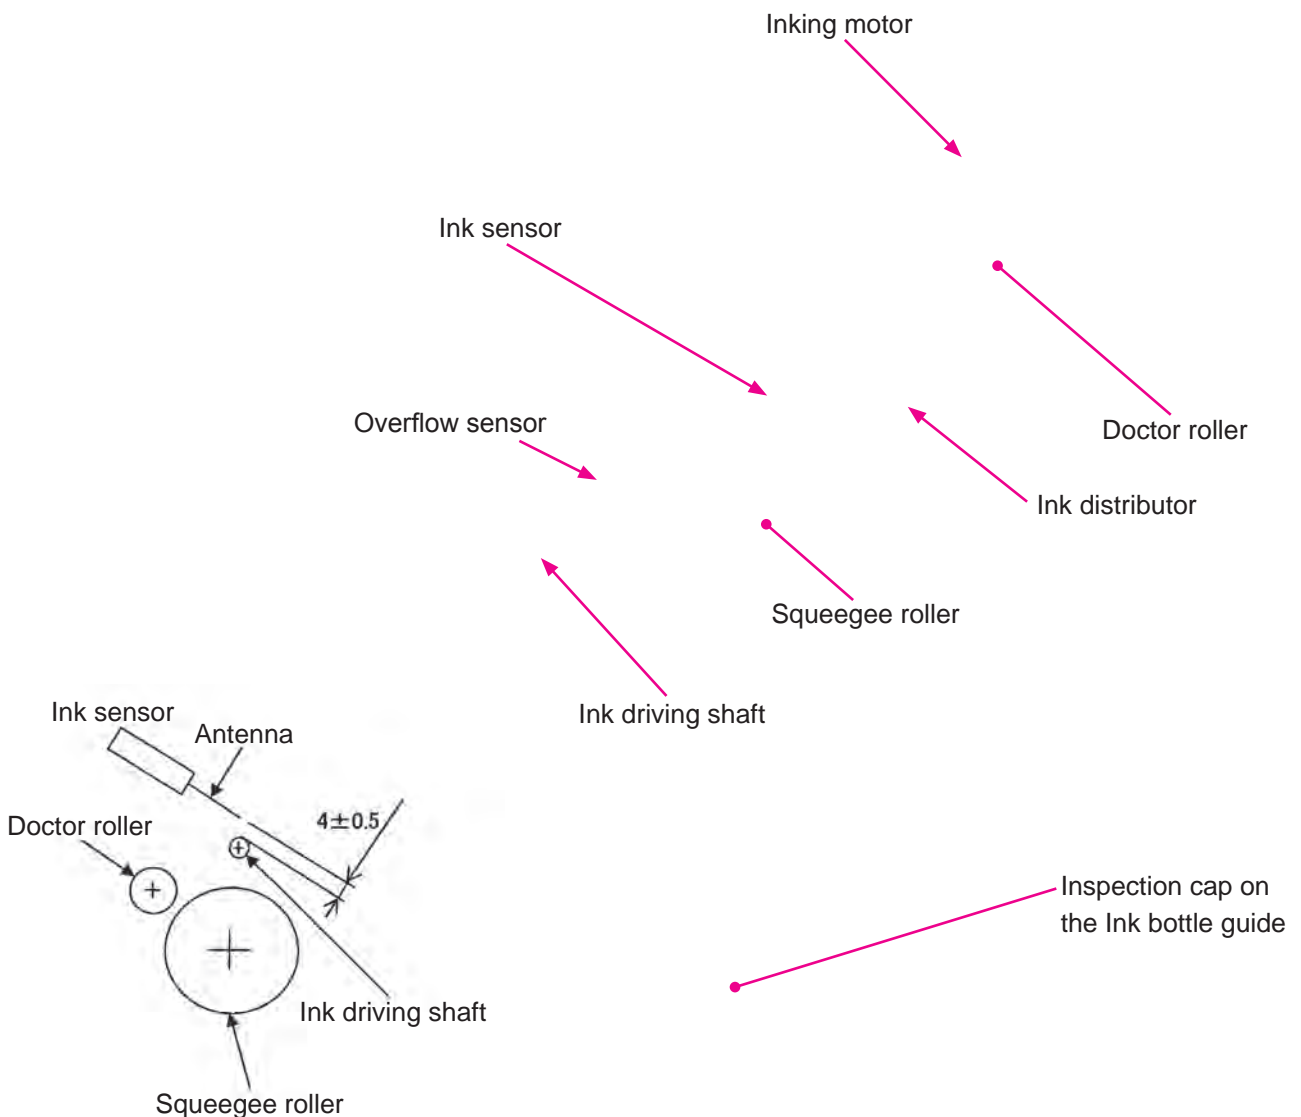 Inking motor
Ink sensor
Overflow sensor
Doctor roller
Ink distributor
Squeegee roller
Ink driving shaft
Ink sensor
Antenna
4±0.5
Doctor roller
Inspection cap on
the Ink bottle guide
Ink driving shaft
Squeegee roller